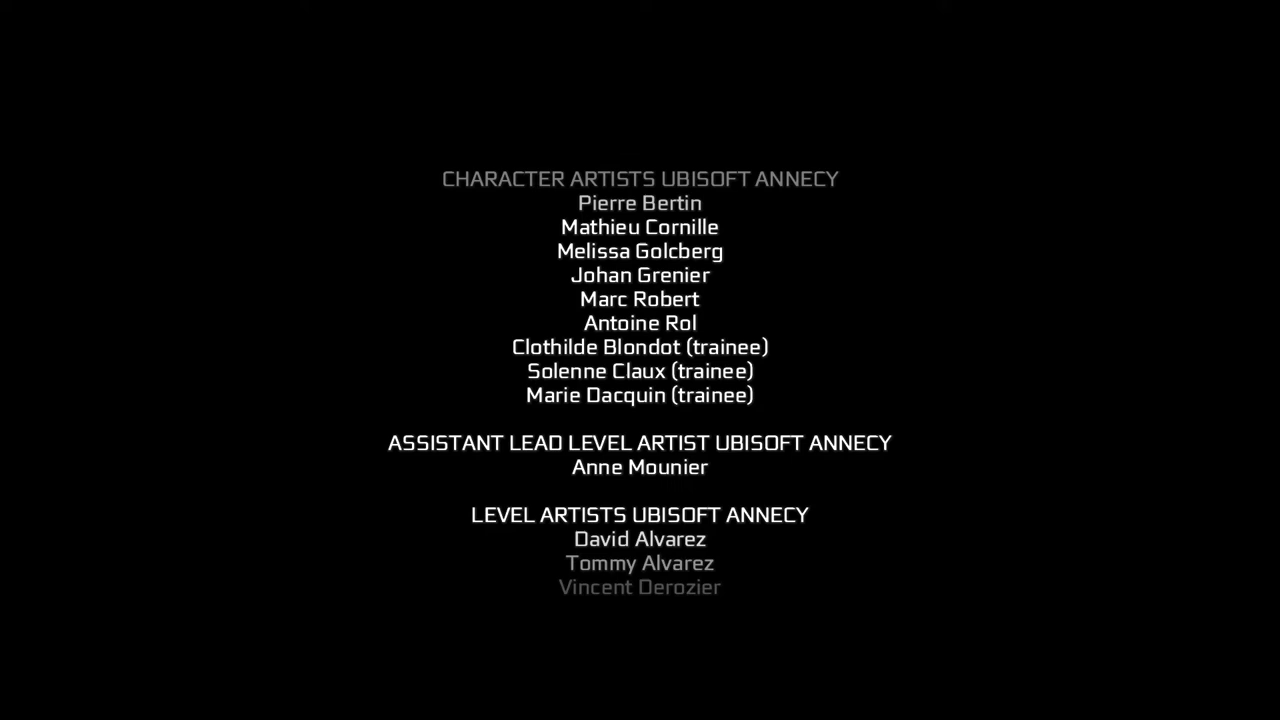 CHARACTER ARTISTS UBISOFT ANNECY
Pierre Bertin
Mathieu Cornille
Melissa Golcberg
Johan Grenier
Marc Robert
Antoine Rol
Clothilde Blondot (trainee)
Solenne Claux (trainee)
Marie Dacquin (trainee)
ASSISTANT LEAD LEVEL ARTIST UBISOFT ANNECY
Anne Mounier
LEVEL ARTISTS UBISOFT ANNECY
David Alvarez
Tommy Alvarez
Vincent Derozier